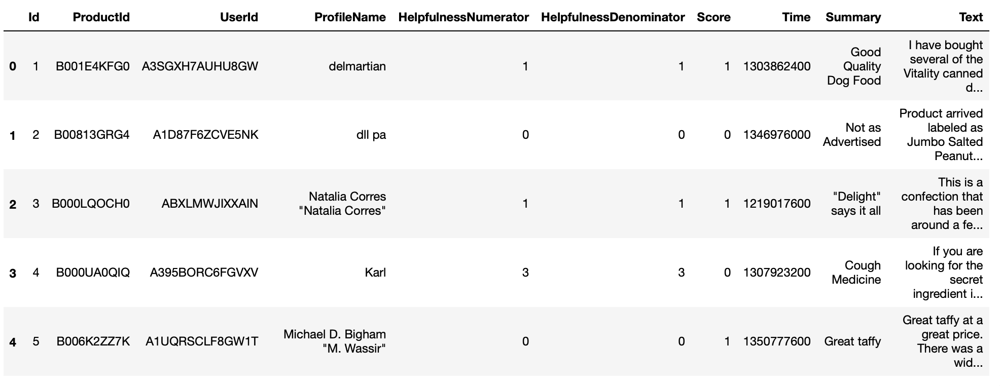 Id ProductId UserId ProfileName HelpfulnessNumerator HelpfulnessDenominator Score Time Summary Text
0 1 B001E4KFG0 A3SGXH7AUHU8GW delmartian 1 1 1 1303862400 Good Quality Dog Food I have bought several of the Vitality canned d...
1 2 B00813GRG4 A1D87F6ZCVE5NK dll pa 0 0 0 1346976000 Not as Advertised Product arrived labeled as Jumbo Salted Peanut...
2 3 B000LQOCH0 ABXLMWJIXXAIN Natalia Corres "Natalia Corres" 1 1 1 1219017600 "Delight" says it all This is a confection that has been around a fe...
3 4 B000UA0QIQ A395BORC6FGVXV Karl 3 3 0 1307923200 Cough Medicine If you are looking for the secret ingredient i...
4 5 B006K2ZZ7K A1UQRSCLF8GW1T Michael D. Bigham "M. Wassir" 0 0 1 1350777600 Great taffy Great taffy at a great price. There was a wid...